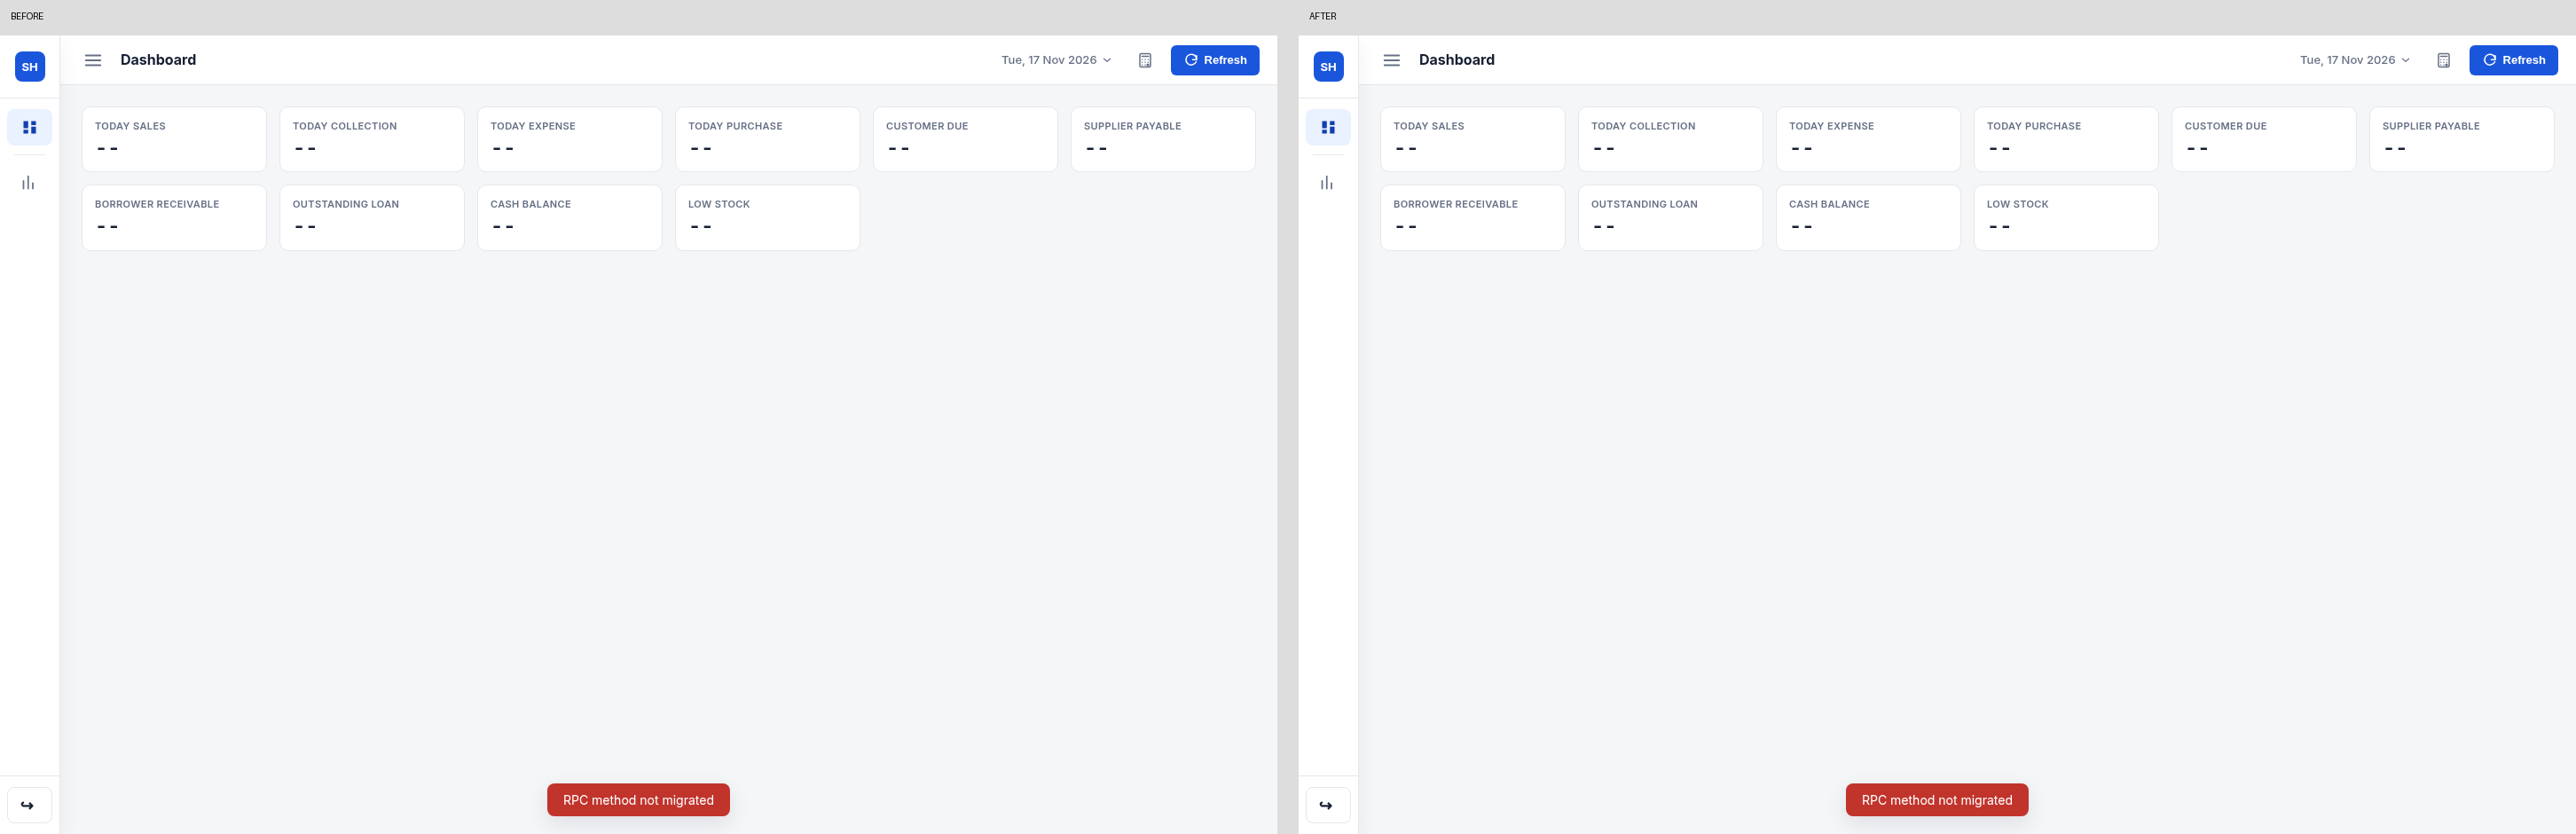 BEFORE
SH
Dashboard
Tue, 17 Nov 2026
Refresh
TODAY SALES
TODAY COLLECTION
TODAY EXPENSE
TODAY PURCHASE
CUSTOMER DUE
SUPPLIER PAYABLE
--
--
--
--
--
--
BORROWER RECEIVABLE
OUTSTANDING LOAN
CASH BALANCE
LOW STOCK
--
--
--
--
RPC method not migrated
AFTER
SH
Dashboard
Tue, 17 Nov 2026
Refresh
TODAY SALES
TODAY COLLECTION
TODAY EXPENSE
TODAY PURCHASE
CUSTOMER DUE
SUPPLIER PAYABLE
--
--
--
--
--
--
BORROWER RECEIVABLE
OUTSTANDING LOAN
CASH BALANCE
LOW STOCK
--
--
--
--
RPC method not migrated